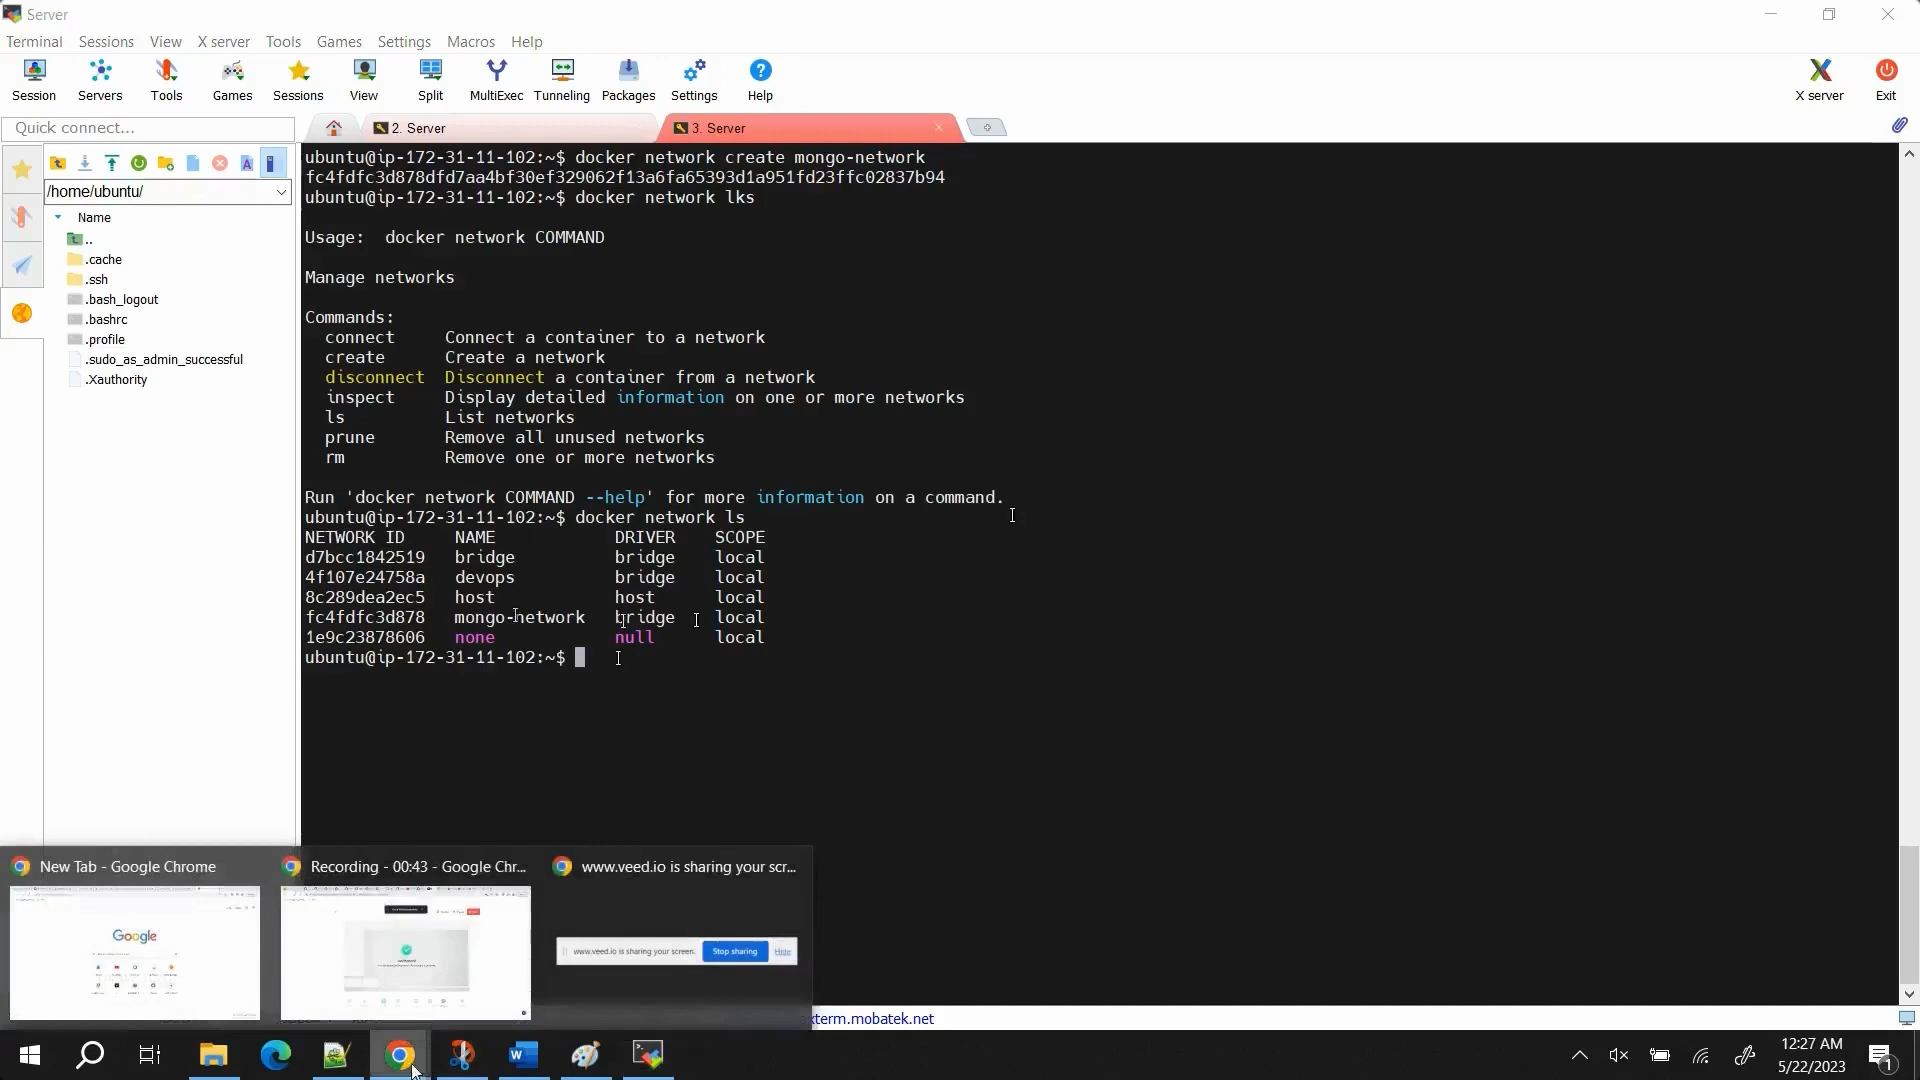 Server
Terminal Sessions View X server Tools Games Settings Macros Help
Session Servers Tools Games Sessions View Split MultiExec Tunneling Packages Settings Help X server Exit
Quick connect...
2. Server
3. Server
/home/ubuntu/
Name
..
.cache
.ssh
.bash_logout
.bashrc
.profile
.sudo_as_admin_successful
.Xauthority
ubuntu@ip-172-31-11-102:~$ docker network create mongo-network
fc4fdfc3d878dfd7aa4bf30ef329062f13a6fa65393d1a951fd23ffc02837b94
ubuntu@ip-172-31-11-102:~$ docker network lks
Usage:  docker network COMMAND
Manage networks
Commands:
connect     Connect a container to a network
create      Create a network
disconnect  Disconnect a container from a network
inspect     Display detailed information on one or more networks
ls          List networks
prune       Remove all unused networks
rm          Remove one or more networks
Run 'docker network COMMAND --help' for more information on a command.
ubuntu@ip-172-31-11-102:~$ docker network ls
NETWORK ID     NAME            DRIVER    SCOPE
d7bcc1842519   bridge          bridge    local
4f107e24758a   devops          bridge    local
8c289dea2ec5   host            host      local
fc4fdfc3d878   mongo-network   bridge    local
1e9c23878606   none            null      local
ubuntu@ip-172-31-11-102:~$
New Tab - Google Chrome
Recording - 00:43 - Google Chr...
www.veed.io is sharing your scr...
Google
www.veed.io is sharing your screen. Stop sharing Hide
xterm.mobatek.net
12:27 AM
5/22/2023
1